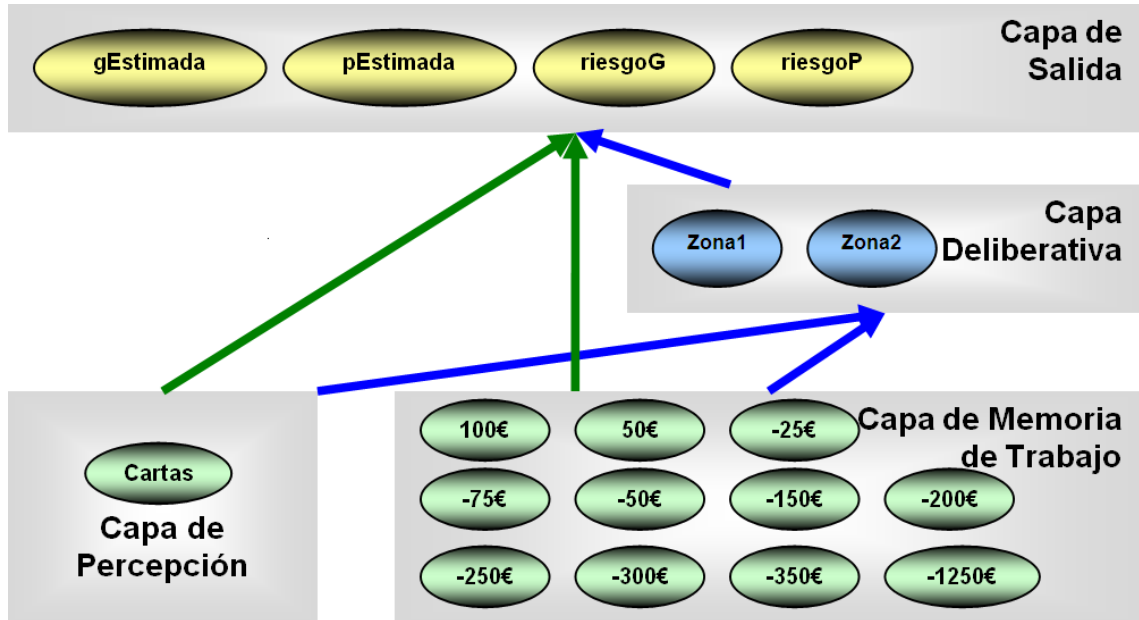 gEstimada pEstimada riesgoG riesgoP
Capa de
Salida
Zona1 Zona2
Capa
Deliberativa
Cartas
Capa de
Percepción
100€ 50€ -25€
-75€ -50€ -150€ -200€
-250€ -300€ -350€ -1250€
Capa de Memoria
de Trabajo